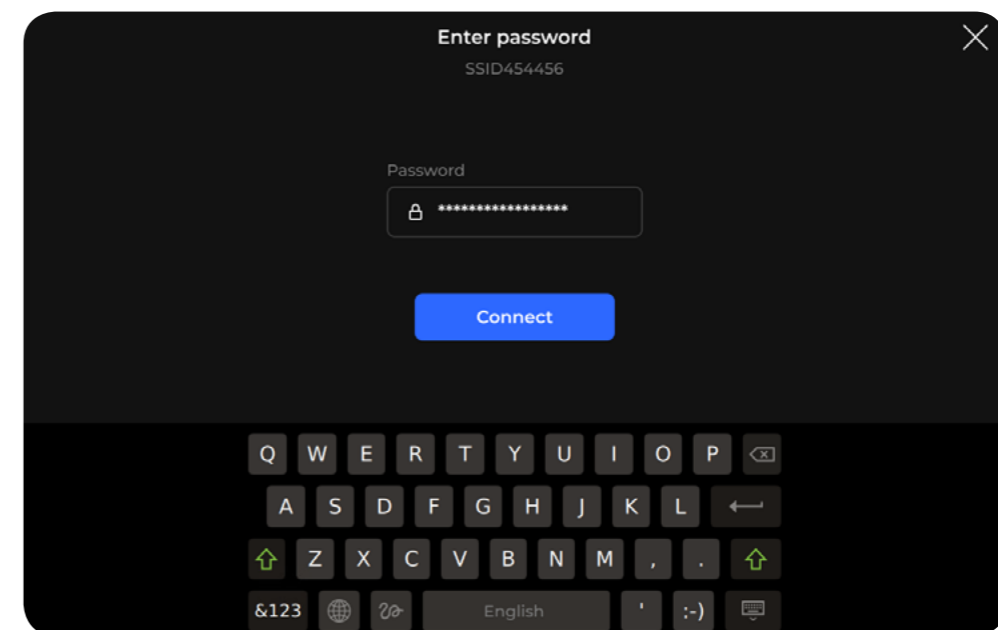 Enter password
SSID454456
Password
*****************
Connect
Q W E R T Y U I O P
A S D F G H J K L
Z X C V B N M , .
&123 English ' :-)